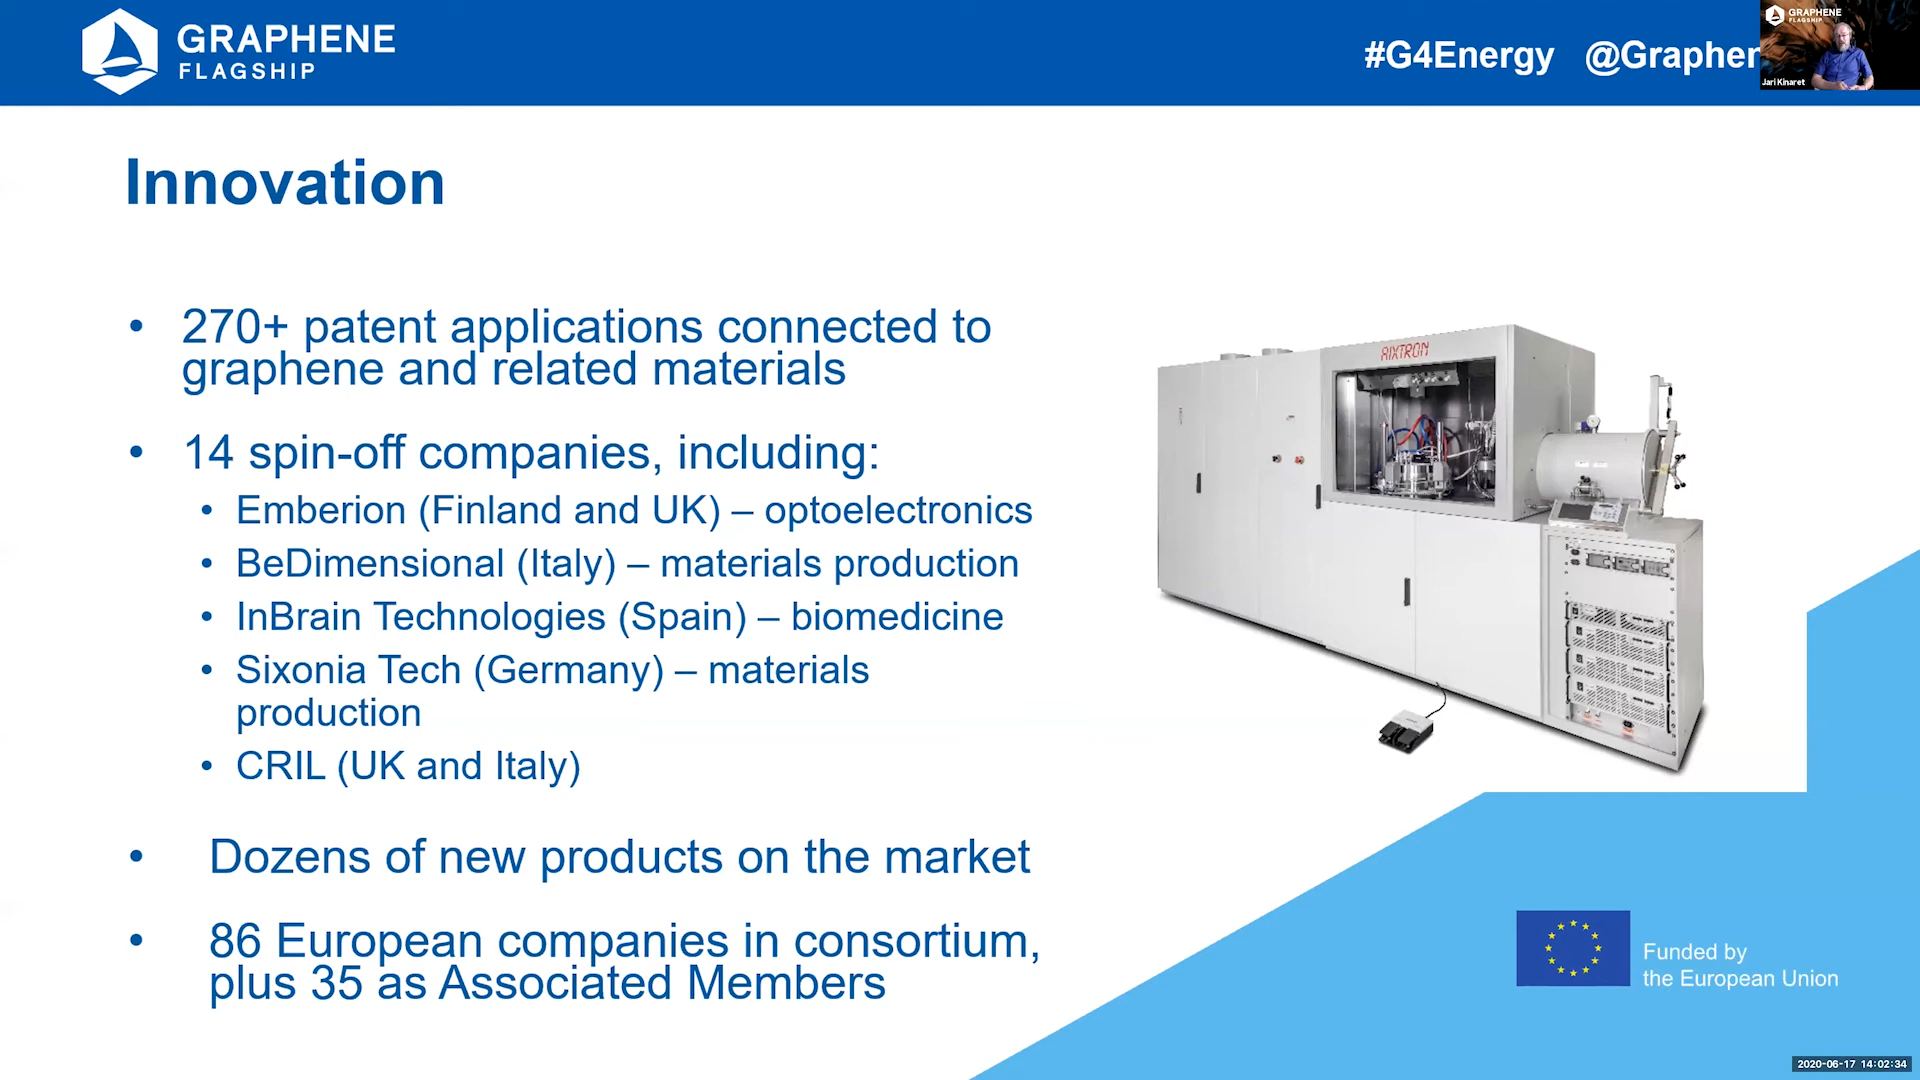 GRAPHENE
FLAGSHIP
#G4Energy @Graphen
GRAPHENE
FLAGSHIP
Jari Kinaret
Innovation
• 270+ patent applications connected to
graphene and related materials
• 14 spin-off companies, including:
• Emberion (Finland and UK) – optoelectronics
• BeDimensional (Italy) – materials production
• InBrain Technologies (Spain) – biomedicine
• Sixonia Tech (Germany) – materials
production
• CRIL (UK and Italy)
• Dozens of new products on the market
• 86 European companies in consortium,
plus 35 as Associated Members
AIXTRON
Funded by
the European Union
2020-06-17 14:02:34